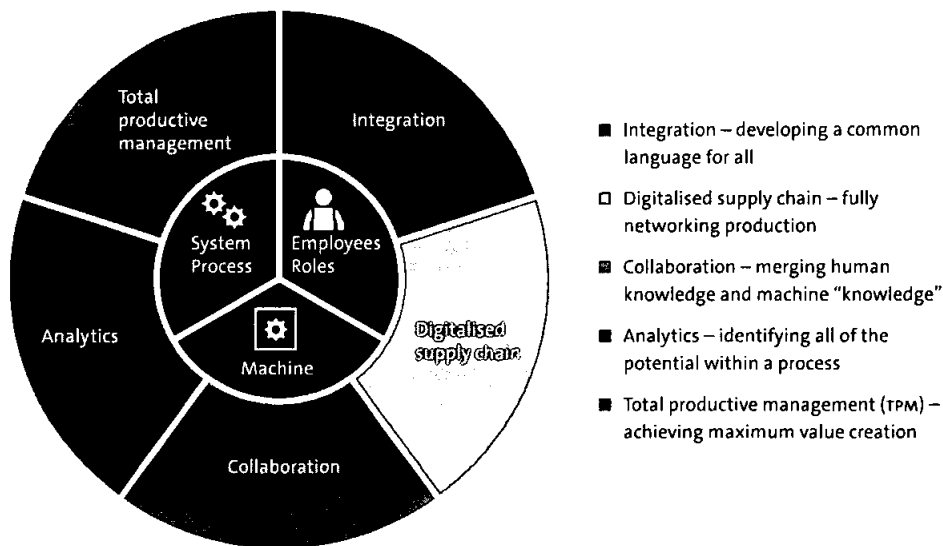 Total
productive
management
Integration
System
Process
Employees
Roles
Machine
Analytics
Digitalised
supply chain
Collaboration
Integration – developing a common
language for all
Digitalised supply chain – fully
networking production
Collaboration – merging human
knowledge and machine “knowledge”
Analytics – identifying all of the
potential within a process
Total productive management (TPM) –
achieving maximum value creation